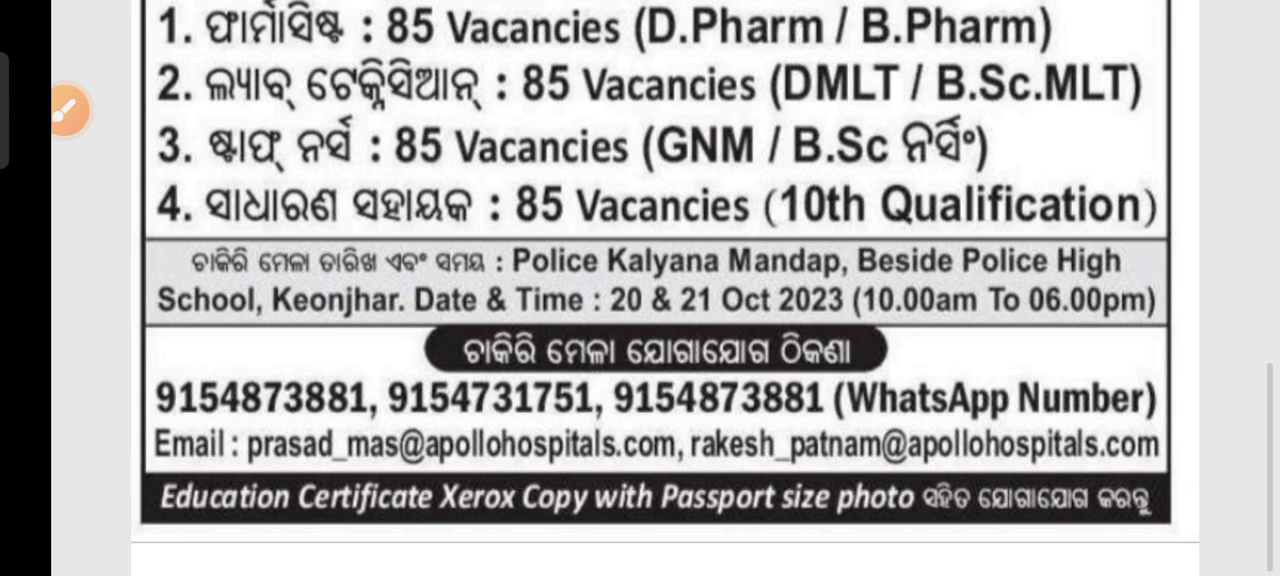 1. ଫାର୍ମାସିଷ୍ଟ : 85 Vacancies (D.Pharm / B.Pharm)
2. ଲ୍ୟାବ୍ ଟେକ୍ନିସିଆନ୍ : 85 Vacancies (DMLT / B.Sc.MLT)
3. ଷ୍ଟାଫ୍ ନର୍ସ : 85 Vacancies (GNM / B.Sc ନର୍ସିଂ)
4. ସାଧାରଣ ସହାୟକ : 85 Vacancies (10th Qualification)
ଚାକିରି ମେଳା ତାରିଖ ଏବଂ ସମୟ : Police Kalyana Mandap, Beside Police High
School, Keonjhar. Date & Time : 20 & 21 Oct 2023 (10.00am To 06.00pm)
ଚାକିରି ମେଳା ଯୋଗାଯୋଗ ଠିକଣା
9154873881, 9154731751, 9154873881 (WhatsApp Number)
Email : prasad_mas@apollohospitals.com, rakesh_patnam@apollohospitals.com
Education Certificate Xerox Copy with Passport size photo ସହିତ ଯୋଗାଯୋଗ କରନ୍ତୁ